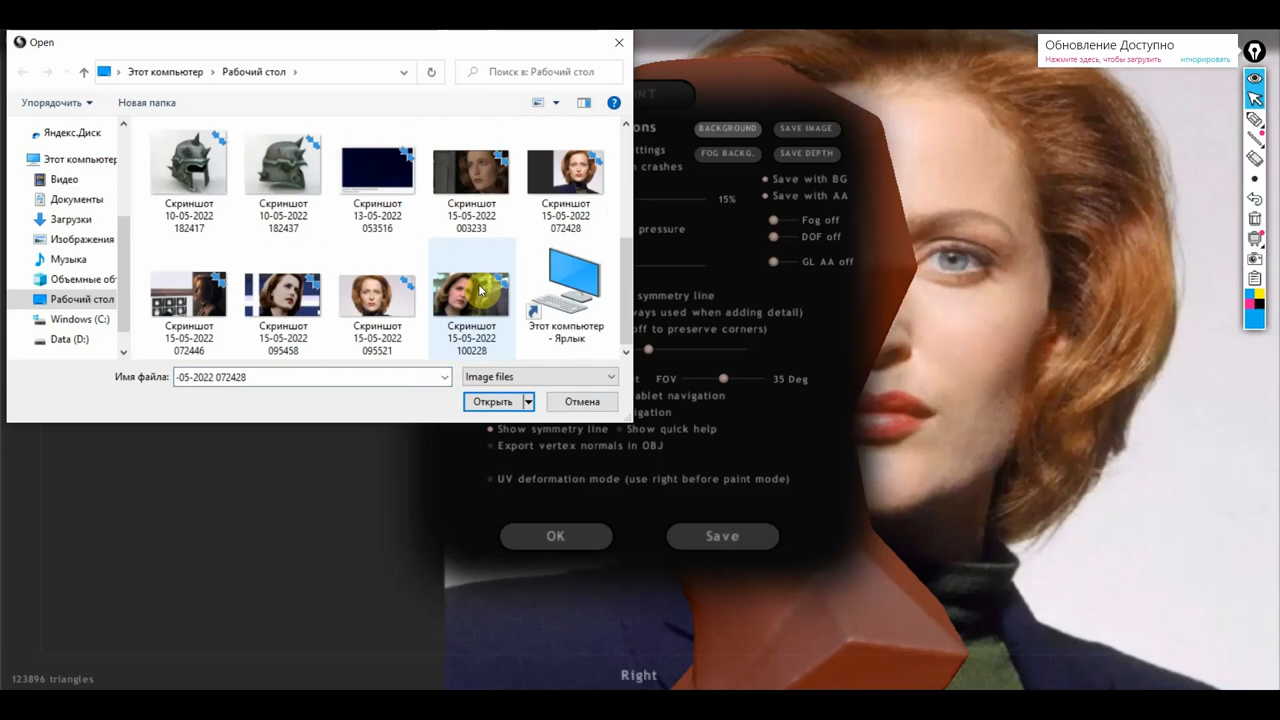 Open
Этот компьютер
Рабочий стол
Поиск в: Рабочий стол
Упорядочить
Новая папка
Яндекс.Диск
Этот компьютер
Видео
Документы
Загрузки
Изображения
Музыка
Объемные об
Рабочий стол
Windows (C:)
Data (D:)
Скриншот
10-05-2022
182417
Скриншот
10-05-2022
182437
Скриншот
13-05-2022
053516
Скриншот
15-05-2022
003233
Скриншот
15-05-2022
072428
Скриншот
15-05-2022
072446
Скриншот
15-05-2022
095458
Скриншот
15-05-2022
095521
Скриншот
15-05-2022
100228
Этот компьютер
- Ярлык
Имя файла:
-05-2022 072428
Image files
Открыть
Отмена
Обновление Доступно
Нажмите здесь, чтобы загрузить
игнорировать
NT
ons
BACKGROUND
SAVE IMAGE
ttings
FOG BACKG.
SAVE DEPTH
n crashes
Save with BG
15%
Save with AA
Fog off
pressure
DOF off
GL AA off
symmetry line
ways used when adding detail)
off to preserve corners)
t
FOV
35 Deg
ablet navigation
igation
Show symmetry line
Show quick help
Export vertex normals in OBJ
UV deformation mode (use right before paint mode)
OK
Save
Right
123896 triangles